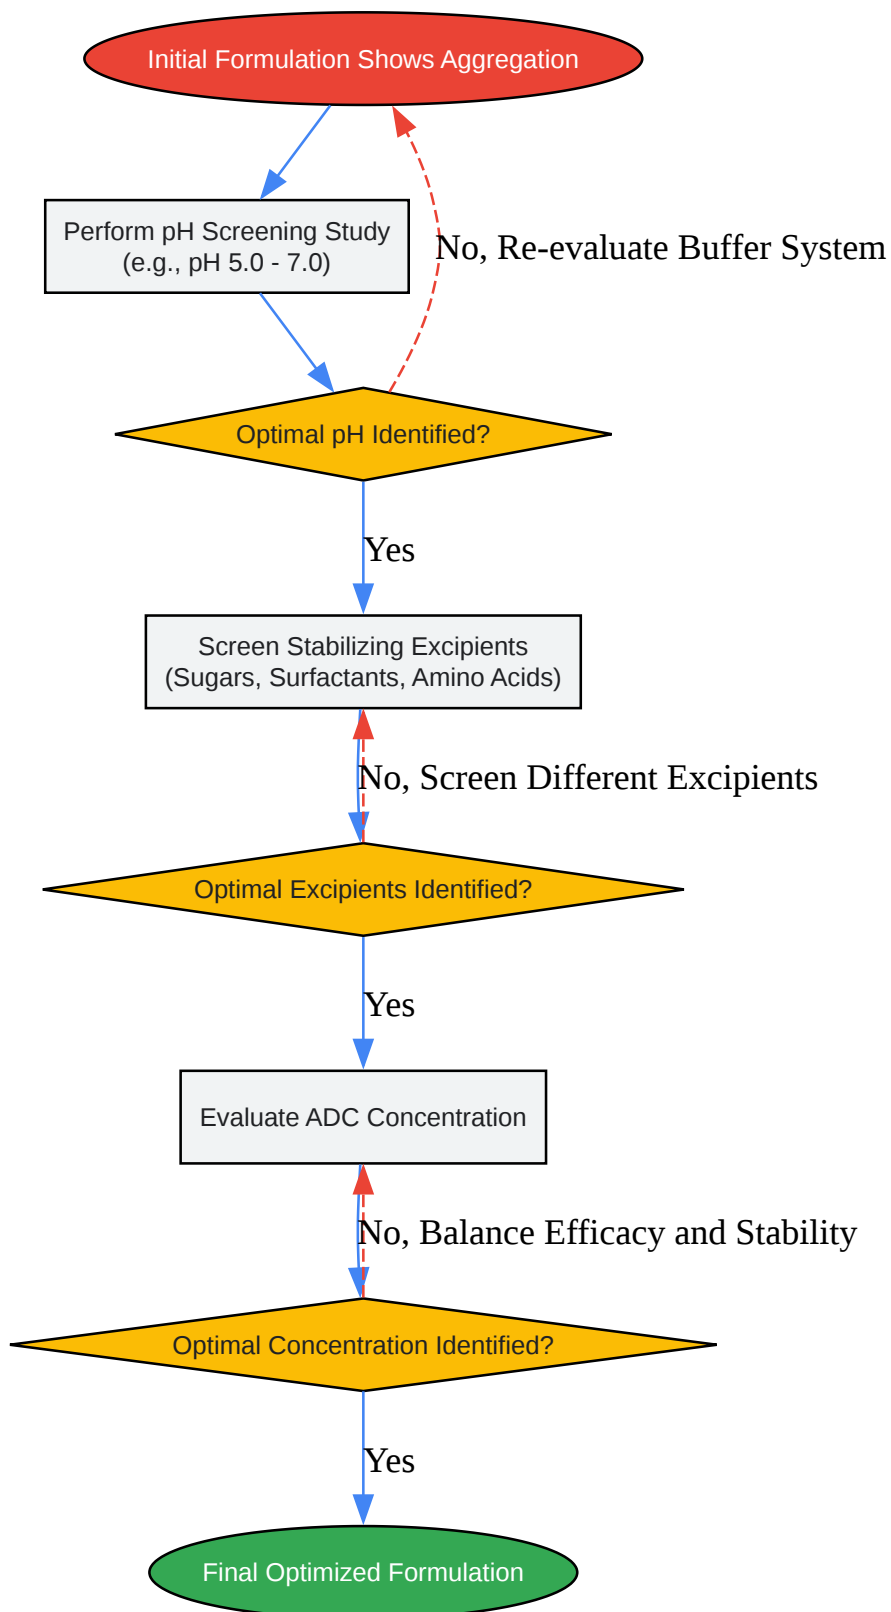 Initial Formulation Shows Aggregation
Perform pH Screening Study
(e.g., pH 5.0 - 7.0)
No, Re-evaluate Buffer System
Optimal pH Identified?
Yes
Screen Stabilizing Excipients
(Sugars, Surfactants, Amino Acids)
No, Screen Different Excipients
Optimal Excipients Identified?
Yes
Evaluate ADC Concentration
No, Balance Efficacy and Stability
Optimal Concentration Identified?
Yes
Final Optimized Formulation